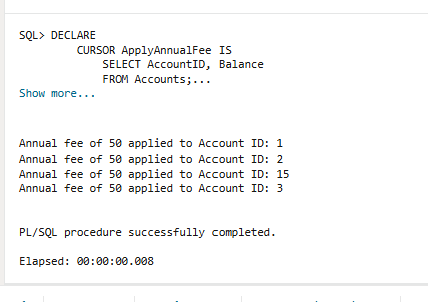 SQL> DECLARE
CURSOR ApplyAnnualFee IS
SELECT AccountID, Balance
FROM Accounts;...
Show more...
Annual fee of 50 applied to Account ID: 1
Annual fee of 50 applied to Account ID: 2
Annual fee of 50 applied to Account ID: 15
Annual fee of 50 applied to Account ID: 3
PL/SQL procedure successfully completed.
Elapsed: 00:00:00.008